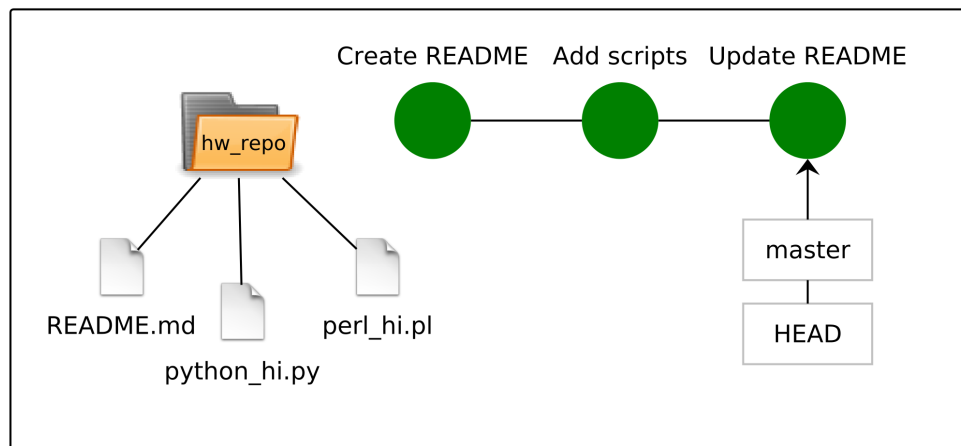 Create README
Add scripts
Update README
hw_repo
master
README.md
perl_hi.pl
HEAD
python_hi.py